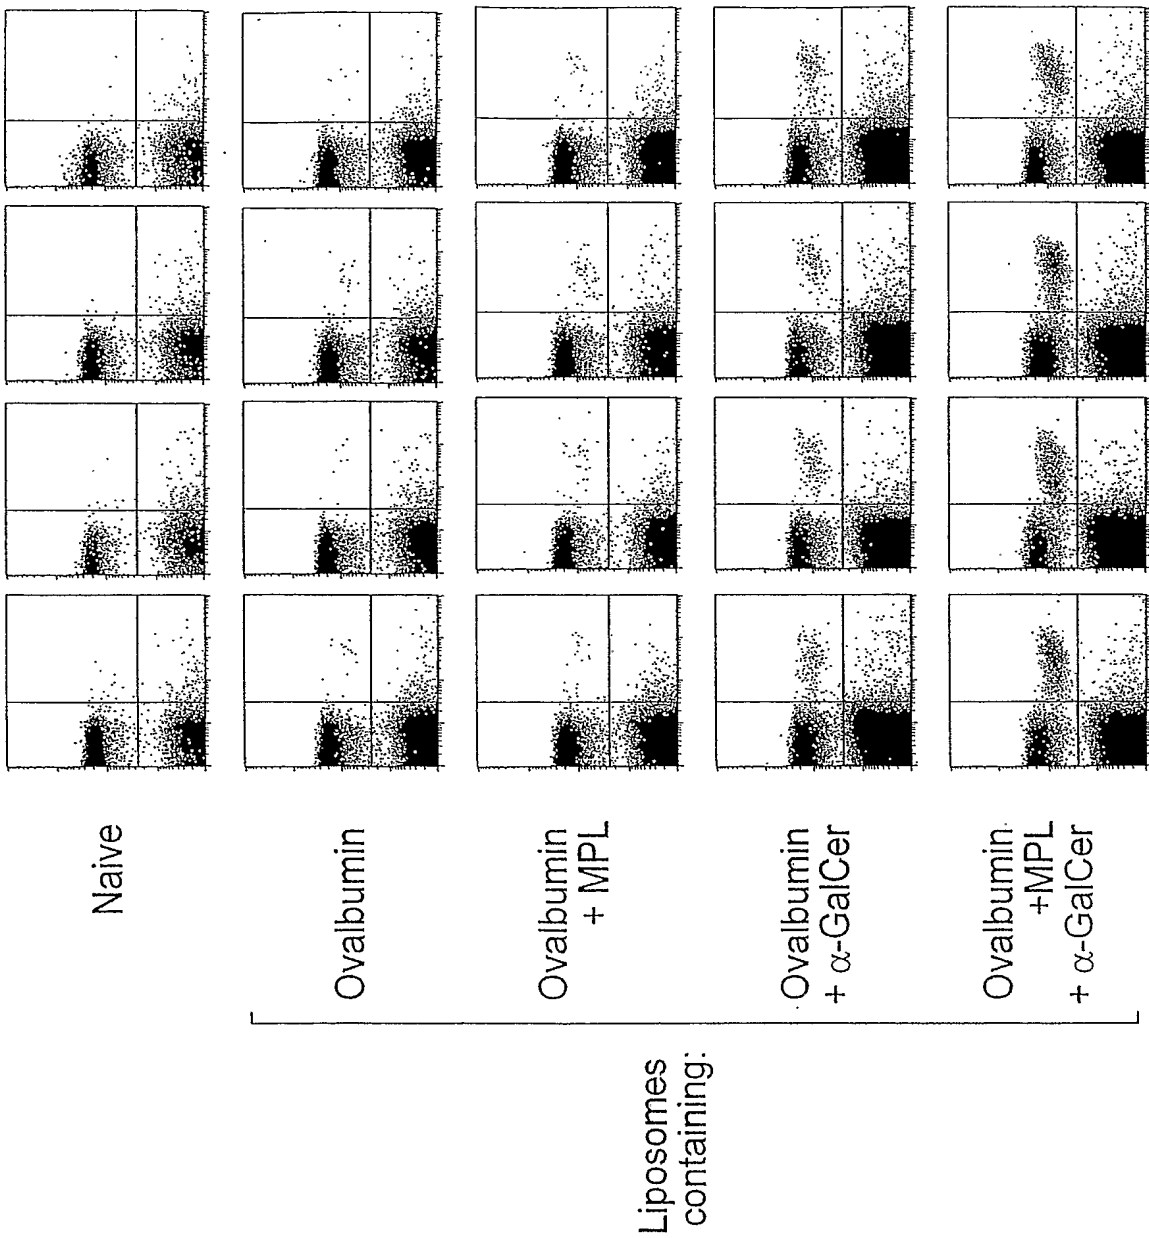 Naive
Ovalbumin
Ovalbumin
+ MPL
Ovalbumin
+ α-GalCer
Ovalbumin
+MPL
+ α-GalCer
Liposomes
containing: